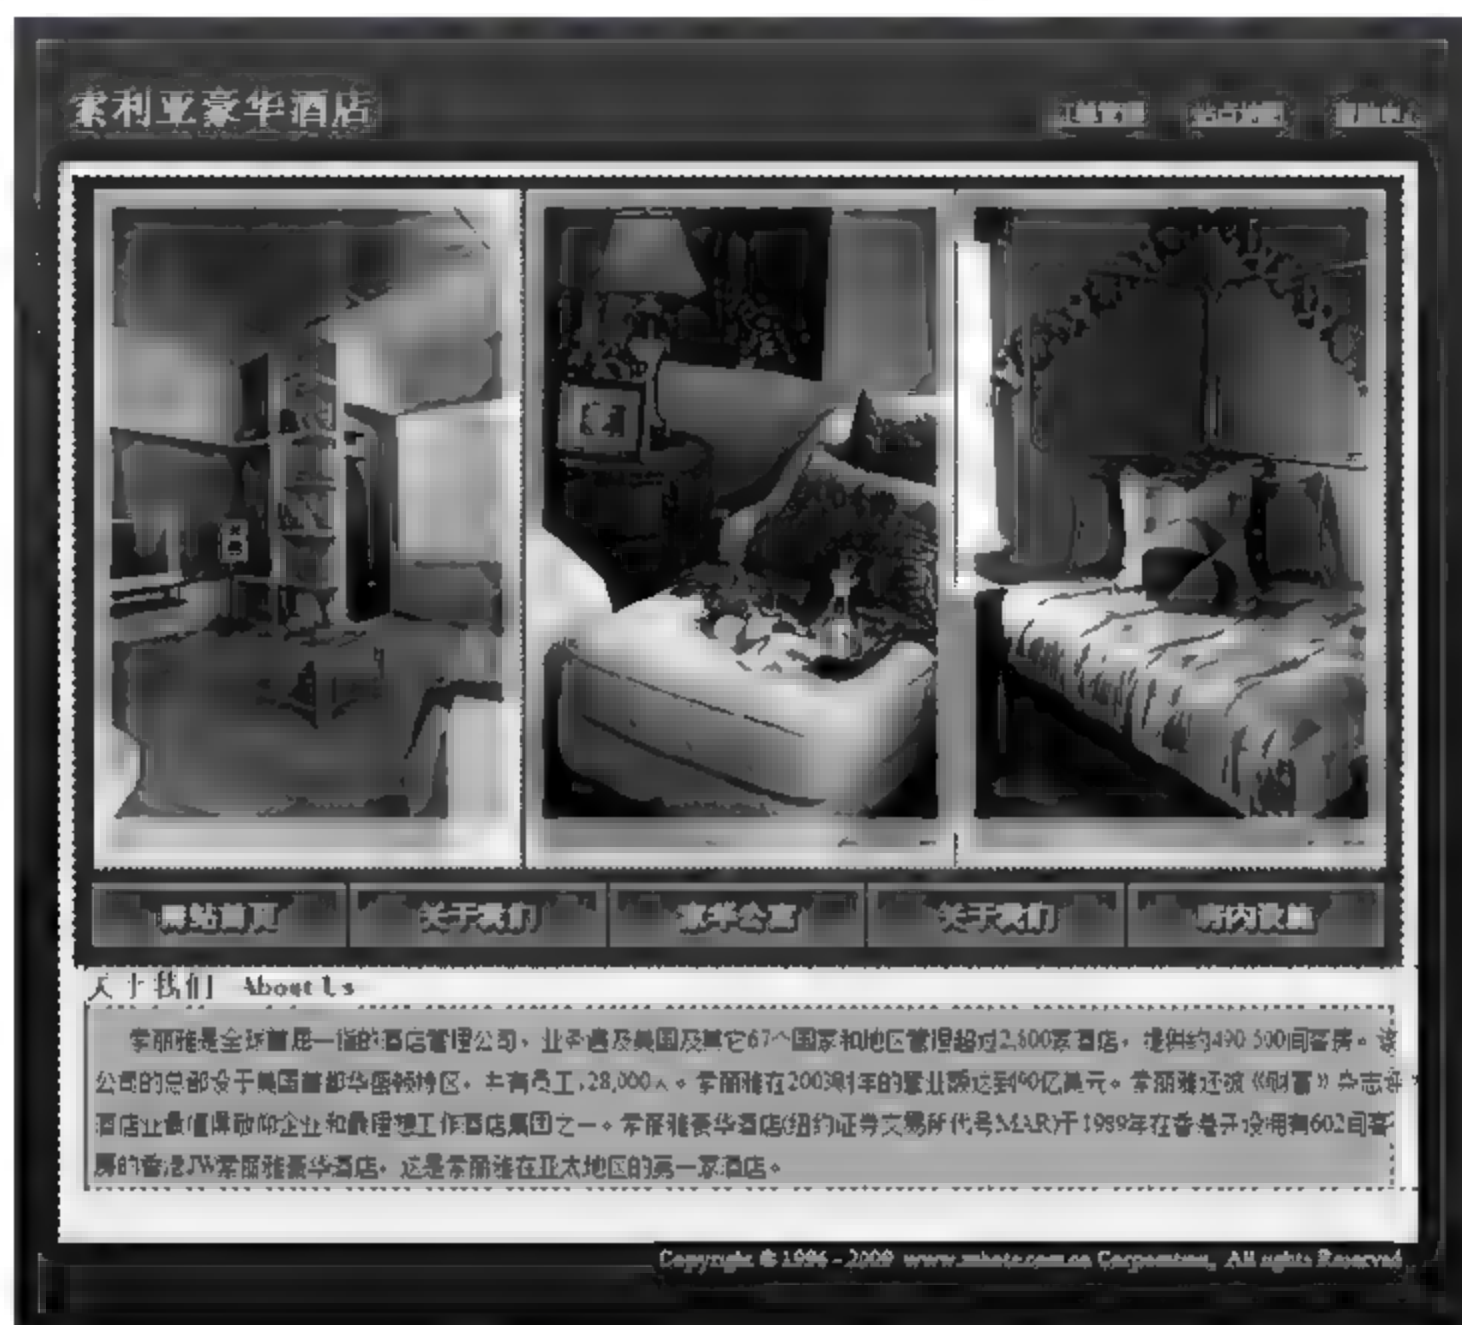 索利亚豪华酒店
网站首页 关于我们 豪华公寓 关于我们 店内设施
关于我们 About Us
索丽雅是全球首屈一指的酒店管理公司,业务遍及美国及其它67个国家和地区管理超过2,800家酒店,提供约490 500间客房。该
公司的总部设于美国首都华盛顿特区,共有员工128,000人。索丽雅在2003财年的营业额达到90亿美元。索丽雅还被《财富》杂志评
酒店业最值得敬仰企业和最理想工作酒店集团之一。索丽雅豪华酒店(纽约证券交易所代号MAR)于1989年在香港开设拥有602间客
房的香港JW索丽雅豪华酒店,这是索丽雅在亚太地区的第一家酒店。
Copyright © 1996 - 2009 Corporation, All rights Reserved